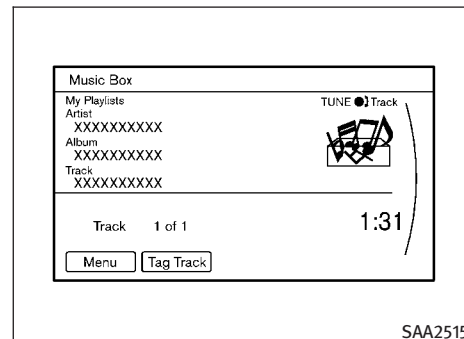 Music Box
My Playlists
TUNE Track
Artist
XXXXXXXXXX
Album
XXXXXXXXXX
Track
XXXXXXXXXX
Track 1 of 1
1:31
Menu Tag Track
SAA2515